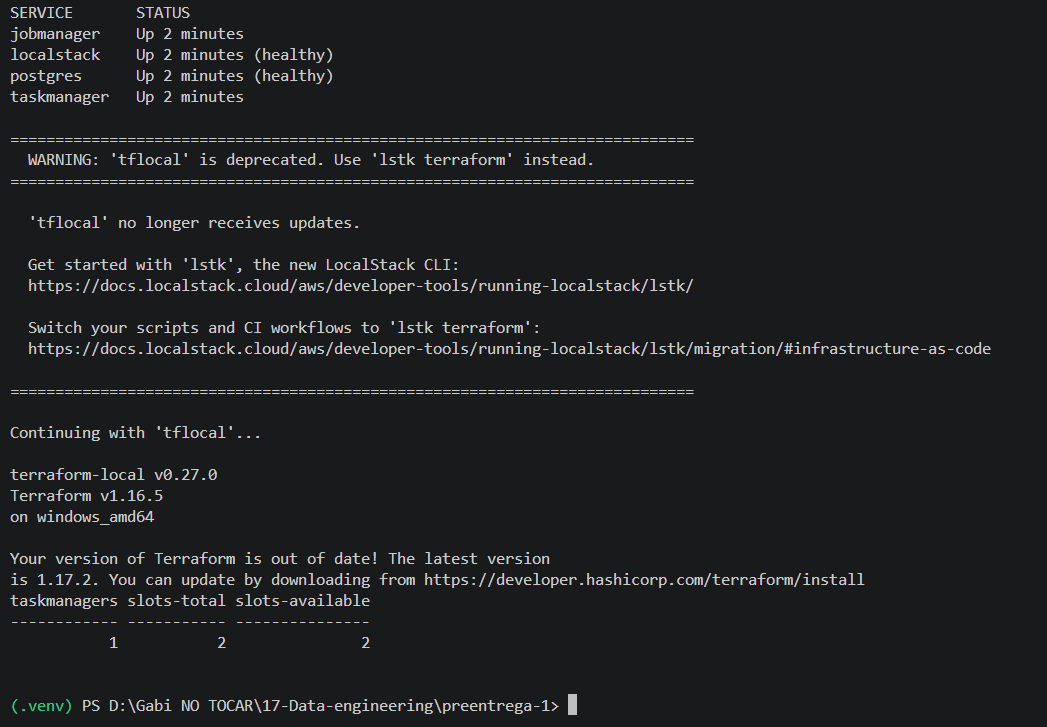 SERVICE       STATUS
jobmanager    Up 2 minutes
localstack    Up 2 minutes (healthy)
postgres      Up 2 minutes (healthy)
taskmanager   Up 2 minutes
============================================================================
  WARNING: 'tflocal' is deprecated. Use 'lstk terraform' instead.
============================================================================
  'tflocal' no longer receives updates.
  Get started with 'lstk', the new LocalStack CLI:
  https://docs.localstack.cloud/aws/developer-tools/running-localstack/lstk/
  Switch your scripts and CI workflows to 'lstk terraform':
  https://docs.localstack.cloud/aws/developer-tools/running-localstack/lstk/migration/#infrastructure-as-code
============================================================================
Continuing with 'tflocal'...
terraform-local v0.27.0
Terraform v1.16.5
on windows_amd64
Your version of Terraform is out of date! The latest version
is 1.17.2. You can update by downloading from https://developer.hashicorp.com/terraform/install
taskmanagers slots-total slots-available
------------ ----------- ---------------
           1           2               2
(.venv) PS D:\Gabi NO TOCAR\17-Data-engineering\preentrega-1>